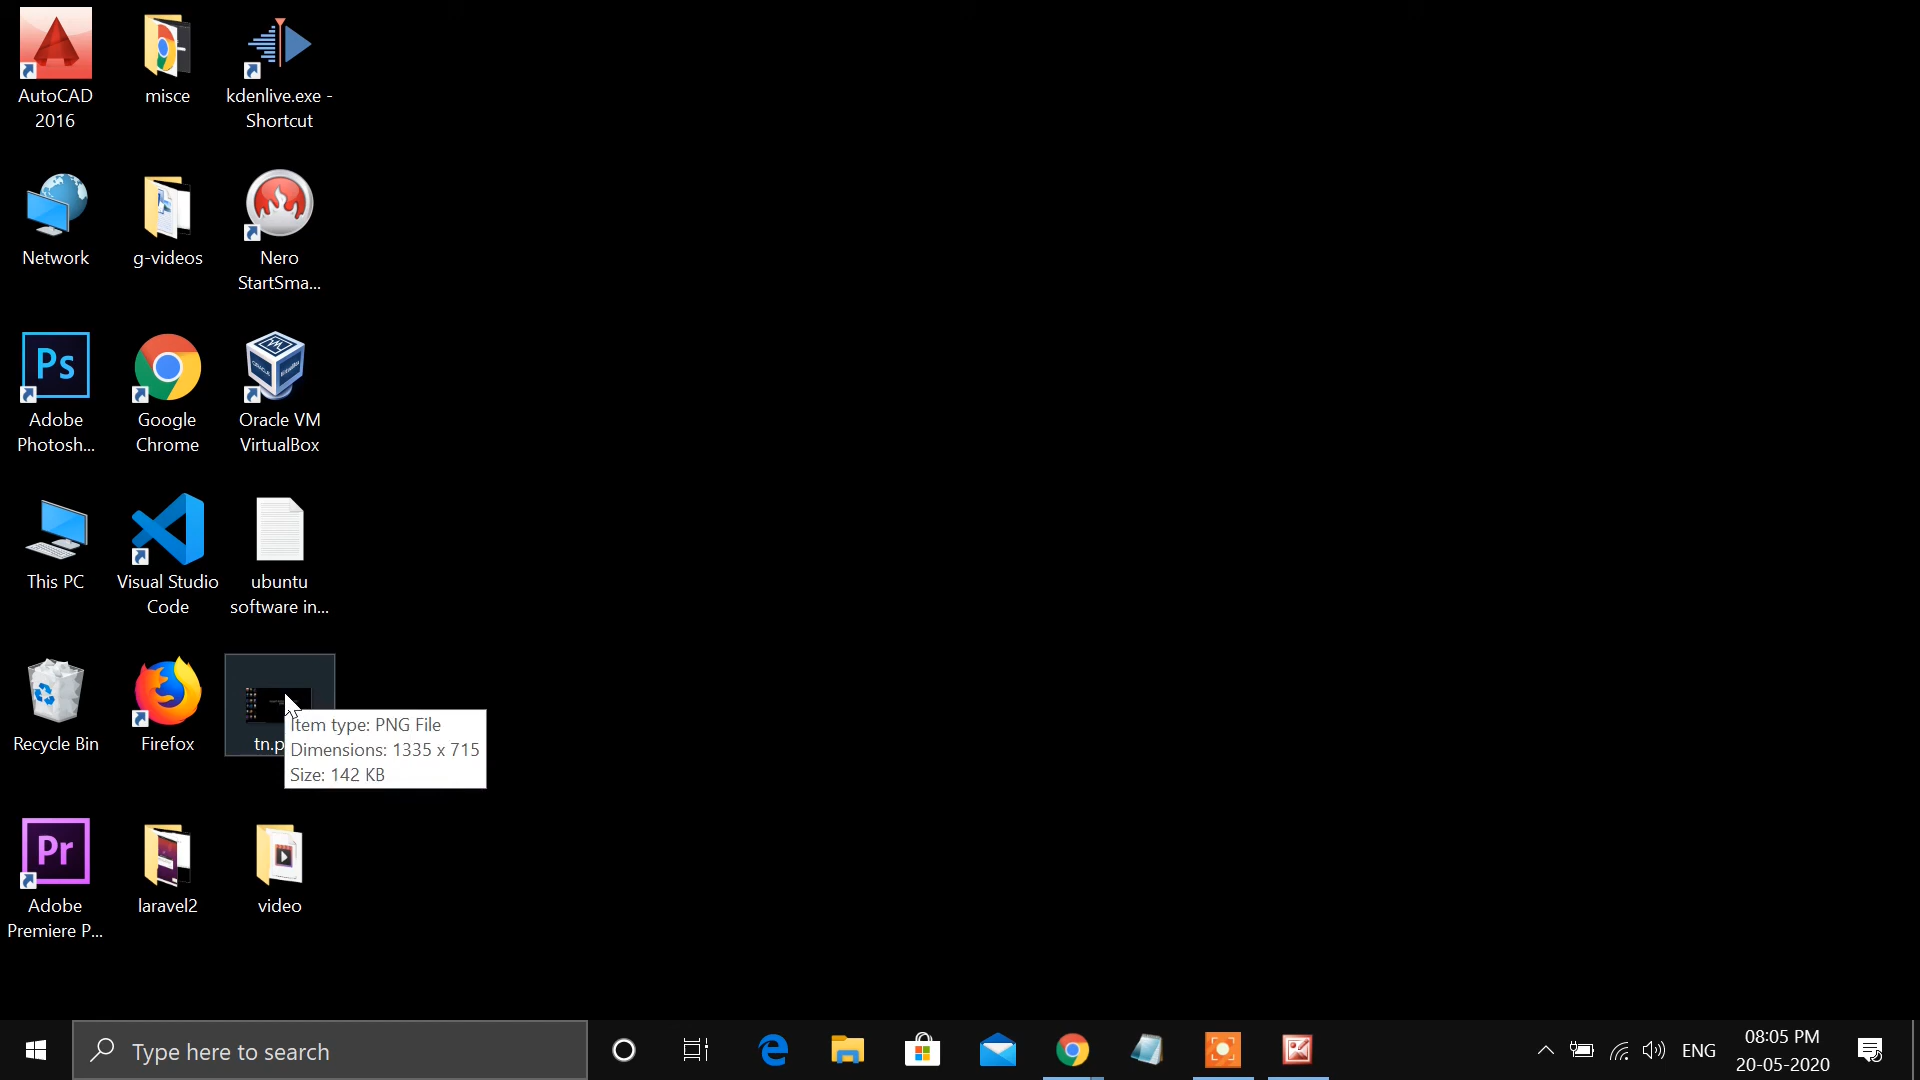 AutoCAD
2016
misce
kdenlive.exe -
Shortcut
Network
g-videos
Nero
StartSma...
Ps
Adobe
Photosh...
Google
Chrome
Oracle VM
VirtualBox
This PC
Visual Studio
Code
ubuntu
software in...
Recycle Bin
Firefox
tn.p
Item type: PNG File
Dimensions: 1335 x 715
Size: 142 KB
Pr
Adobe
Premiere P...
laravel2
video
Type here to search
ENG
08:05 PM
20-05-2020